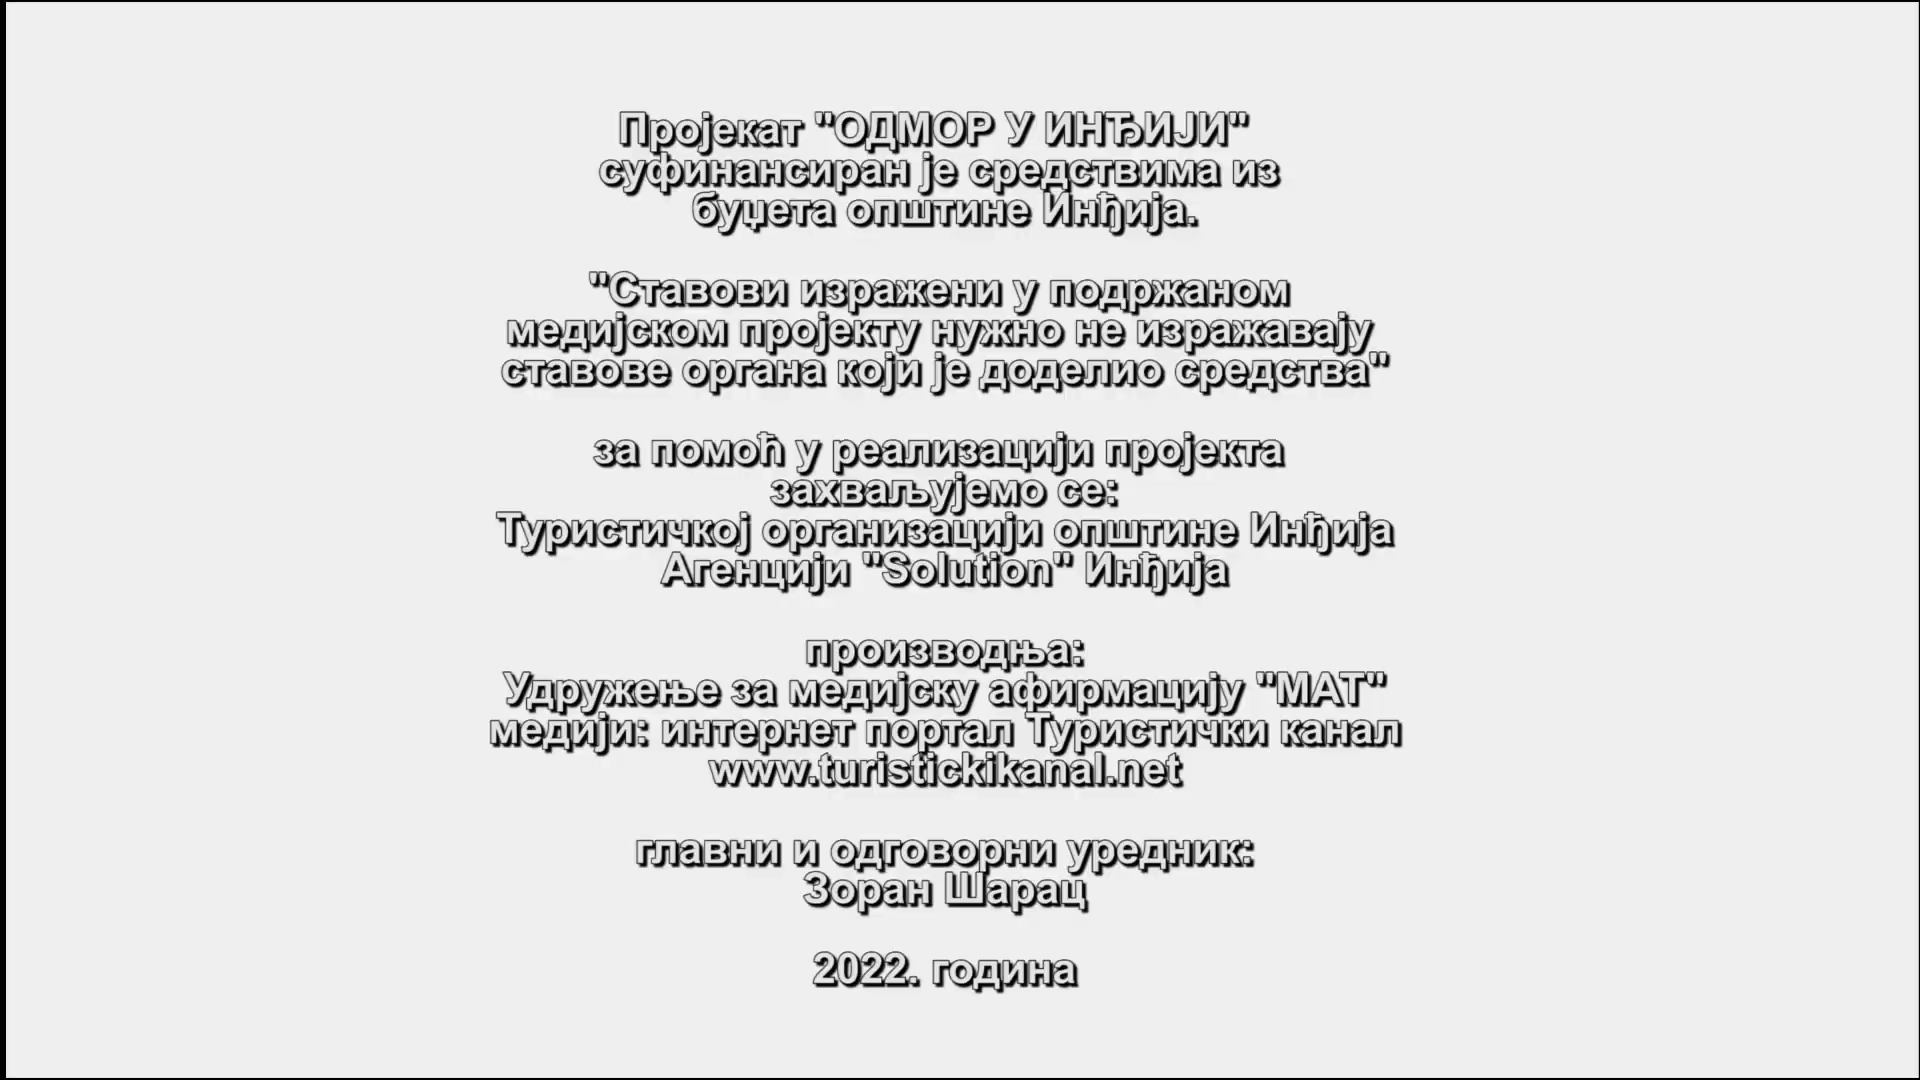 Пројекат "ОДМОР У ИНЂИЈИ"
суфинансиран је средствима из
буџета општине Инђија.
"Ставови изражени у подржаном
медијском пројекту нужно не изражавају
ставове органа који је доделио средства"
за помоћ у реализацији пројекта
захваљујемо се:
Туристичкој организацији општине Инђија
Агенцији "Solution" Инђија
производња:
Удружење за медијску афирмацију "МАТ"
медији: интернет портал Туристички канал
www.turistickikanal.net
главни и одговорни уредник:
Зоран Шарац
2022. година